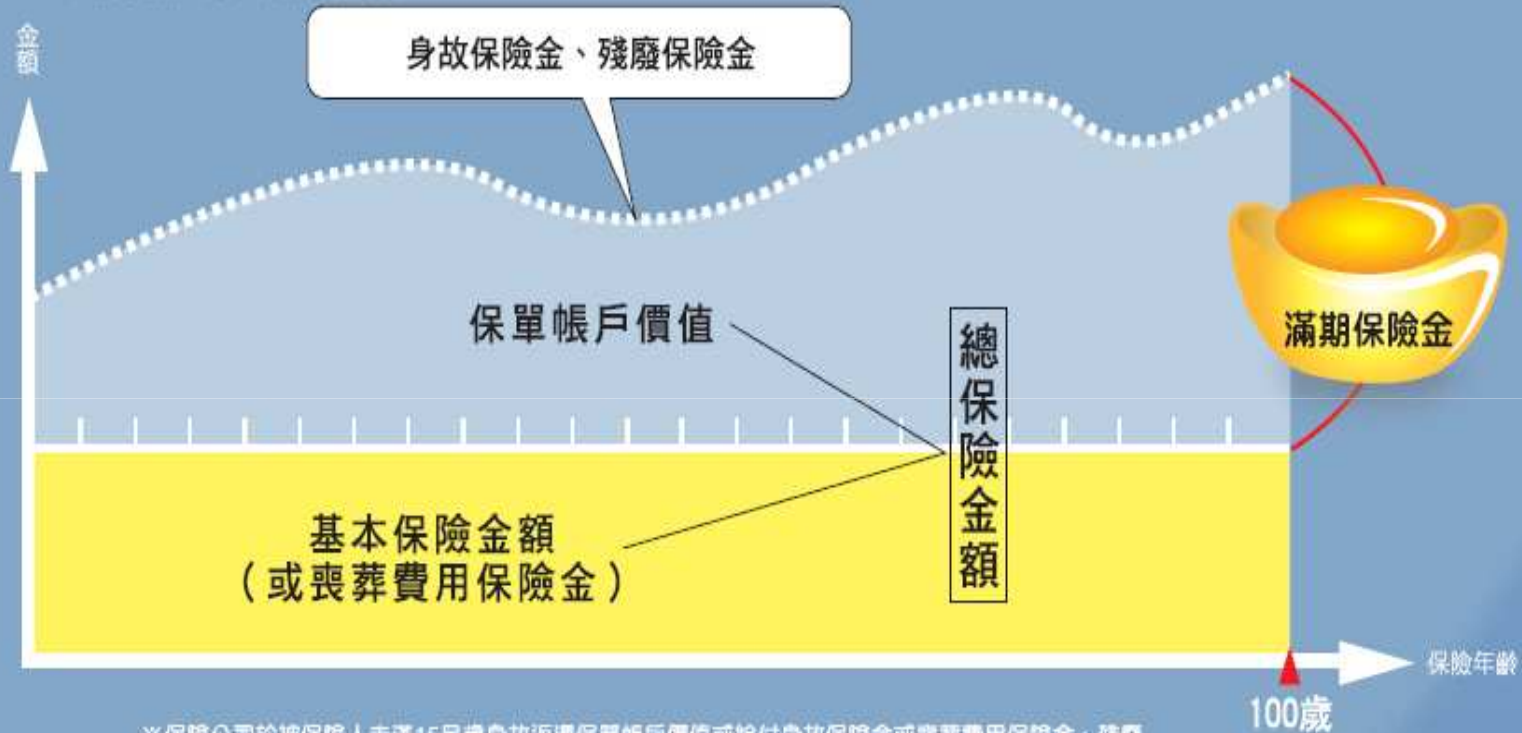 金額
身故保險金、殘廢保險金
保單帳戶價值
總保險金額
滿期保險金
基本保險金額
（或喪葬費用保險金）
保險年齡
100歲